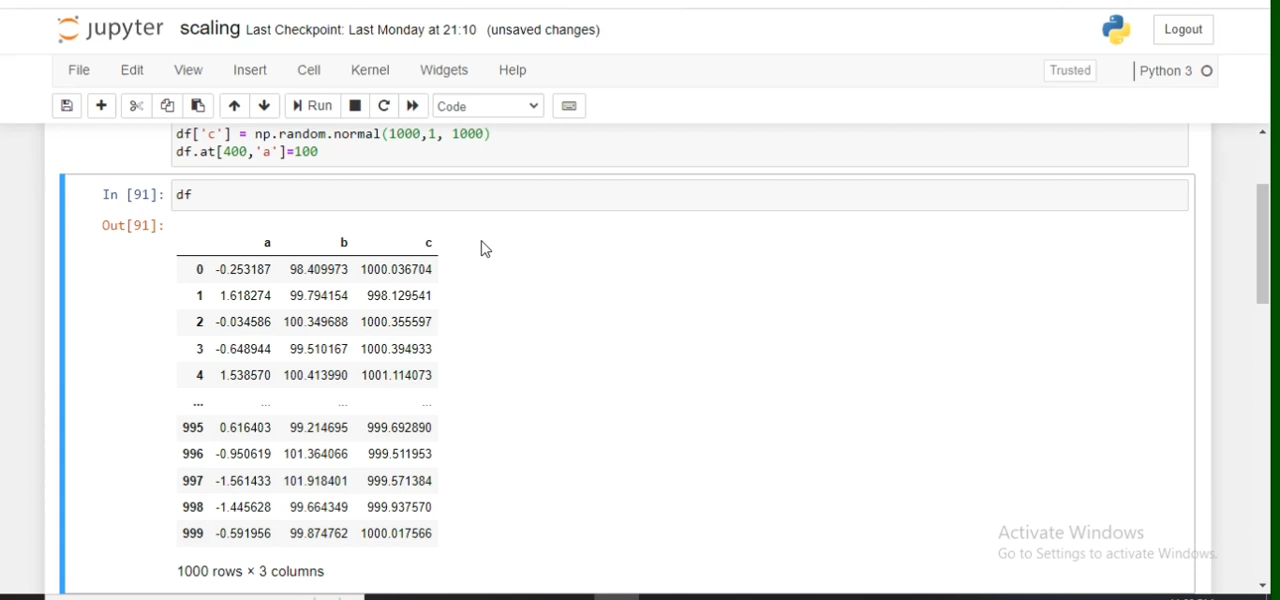 jupyter scaling Last Checkpoint: Last Monday at 21:10 (unsaved changes) Logout
File Edit View Insert Cell Kernel Widgets Help Trusted Python 3
Run Code
df['c'] = np.random.normal(1000,1, 1000)
df.at[400,'a']=100
In [91]: df
Out[91]:
a b c
0 -0.253187 98.409973 1000.036704
1 1.618274 99.794154 998.129541
2 -0.034586 100.349688 1000.355597
3 -0.648944 99.510167 1000.394933
4 1.538570 100.413990 1001.114073
... ... ... ...
995 0.616403 99.214695 999.692890
996 -0.950619 101.364066 999.511953
997 -1.561433 101.918401 999.571384
998 -1.445628 99.664349 999.937570
999 -0.591956 99.874762 1000.017566
1000 rows × 3 columns
Activate Windows
Go to Settings to activate Windows.